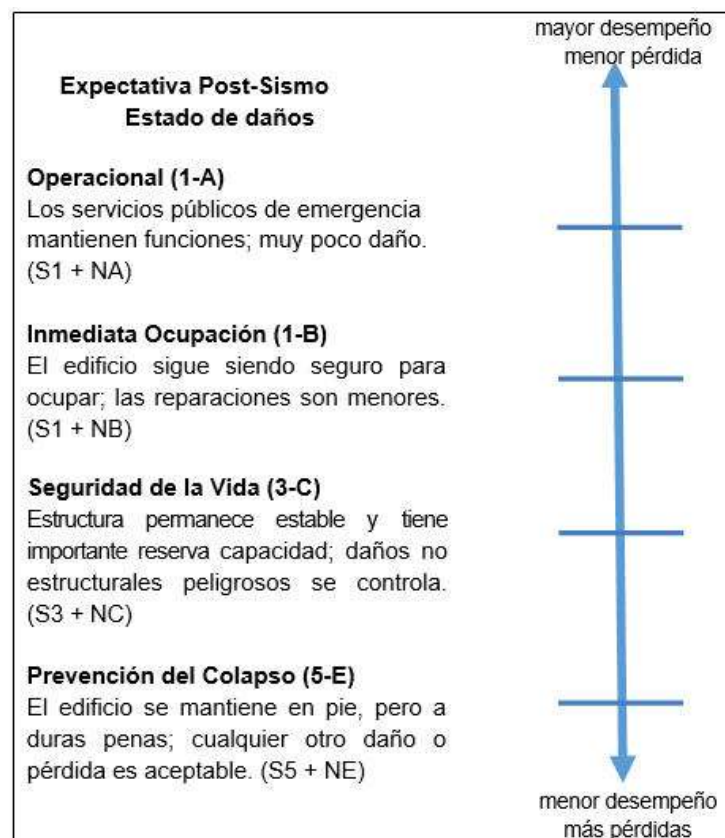 mayor desempeño
menor pérdida
Expectativa Post-Sismo
Estado de daños
Operacional (1-A)
Los servicios públicos de emergencia
mantienen funciones; muy poco daño.
(S1 + NA)
Inmediata Ocupación (1-B)
El edificio sigue siendo seguro para
ocupar; las reparaciones son menores.
(S1 + NB)
Seguridad de la Vida (3-C)
Estructura permanece estable y tiene
importante reserva capacidad; daños no
estructurales peligrosos se controla.
(S3 + NC)
Prevención del Colapso (5-E)
El edificio se mantiene en pie, pero a
duras penas; cualquier otro daño o
pérdida es aceptable. (S5 + NE)
menor desempeño
más pérdidas